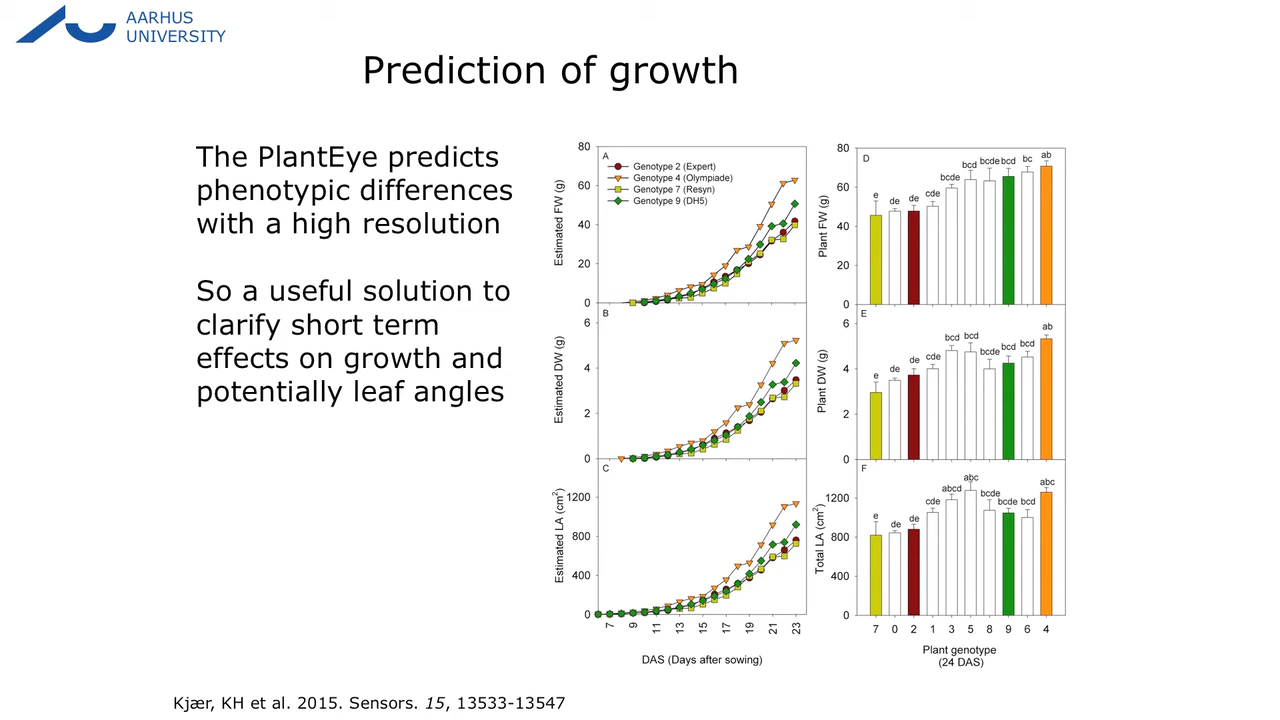 AARHUS
UNIVERSITY
Prediction of growth
The PlantEye predicts
phenotypic differences
with a high resolution
So a useful solution to
clarify short term
effects on growth and
potentially leaf angles
A
Genotype 2 (Expert)
Genotype 4 (Olympiade)
Genotype 7 (Resyn)
Genotype 9 (DH5)
Estimated FW (g)
80
60
40
20
0
B
Estimated DW (g)
6
4
2
0
C
Estimated LA (cm2)
1200
800
400
0
7 9 11 13 15 17 19 21 23
DAS (Days after sowing)
D
Plant FW (g)
80
60
40
20
0
e de de cde bcde bcd bcde bcd bc ab
E
Plant DW (g)
6
4
2
0
e de de cde bcd bcd bcde bcd bcd ab
F
Total LA (cm2)
1200
800
400
0
e de de cde abcd abc bcde bcde bcd abc
7 0 2 1 3 5 8 9 6 4
Plant genotype
(24 DAS)
Kjær, KH et al. 2015. Sensors. 15, 13533-13547